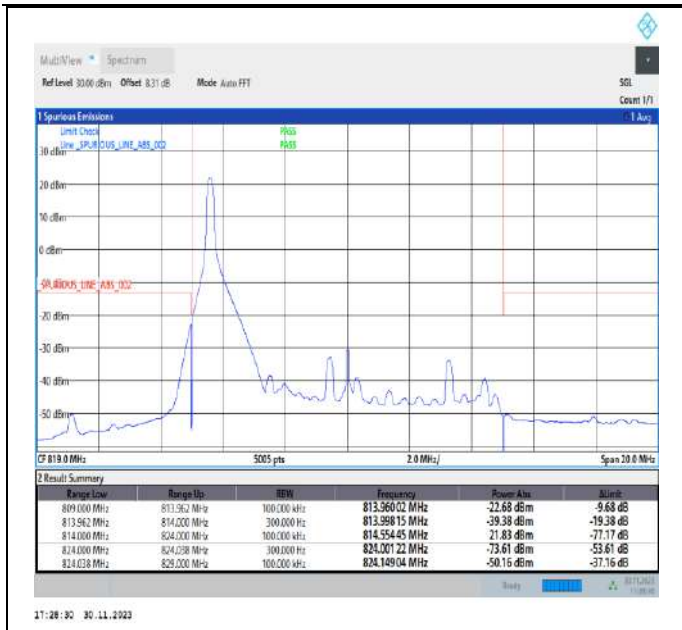 MultiView Spectrum
Ref Level 30.00 dBm Offset 8.31 dB Mode Auto FFT SGL
Count 1/1
1 Spurious Emissions 1 Avg
Limit Check PASS
Line _SPURIOUS_LINE_ABS_002 PASS
30 dBm
20 dBm
10 dBm
0 dBm
_SPURIOUS_LINE_ABS_002
-20 dBm
-30 dBm
-40 dBm
-50 dBm
CF 819.0 MHz 5005 pts 2.0 MHz/ Span 20.0 MHz
2 Result Summary
Range Low Range Up RBW Frequency Power Abs ΔLimit
809.000 MHz 813.962 MHz 100.000 kHz 813.96002 MHz -22.68 dBm -9.68 dB
813.962 MHz 814.000 MHz 300.000 Hz 813.99815 MHz -39.38 dBm -19.38 dB
814.000 MHz 824.000 MHz 100.000 kHz 814.55445 MHz 21.83 dBm -77.17 dB
824.000 MHz 824.038 MHz 300.000 Hz 824.00122 MHz -73.61 dBm -53.61 dB
824.038 MHz 829.000 MHz 100.000 kHz 824.14904 MHz -50.16 dBm -37.16 dB
Ready 30.11.2023
17:28:30 30.11.2023